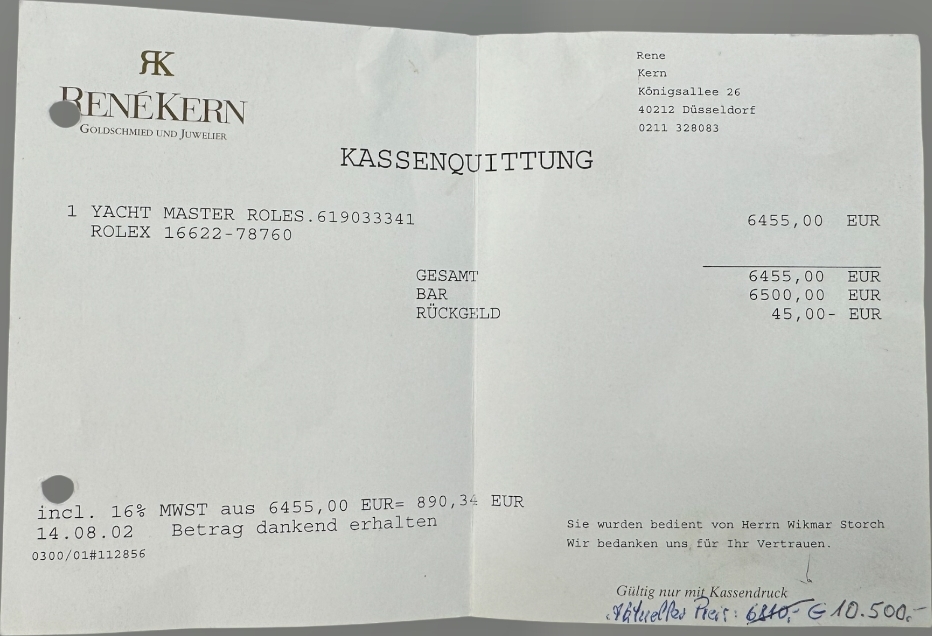 RK
RENÉKERN
GOLDSCHMIED UND JUWELIER
Rene
Kern
Königsallee 26
40212 Düsseldorf
0211 328083
KASSENQUITTUNG
1 YACHT MASTER ROLES.619033341 6455,00 EUR
ROLEX 16622-78760
GESAMT 6455,00 EUR
BAR 6500,00 EUR
RÜCKGELD 45,00- EUR
incl. 16% MWST aus 6455,00 EUR= 890,34 EUR
14.08.02 Betrag dankend erhalten
0300/01#112856
Sie wurden bedient von Herrn Wikmar Storch
Wir bedanken uns für Ihr Vertrauen.
Gültig nur mit Kassendruck
Aktueller Preis: € 10.500.-